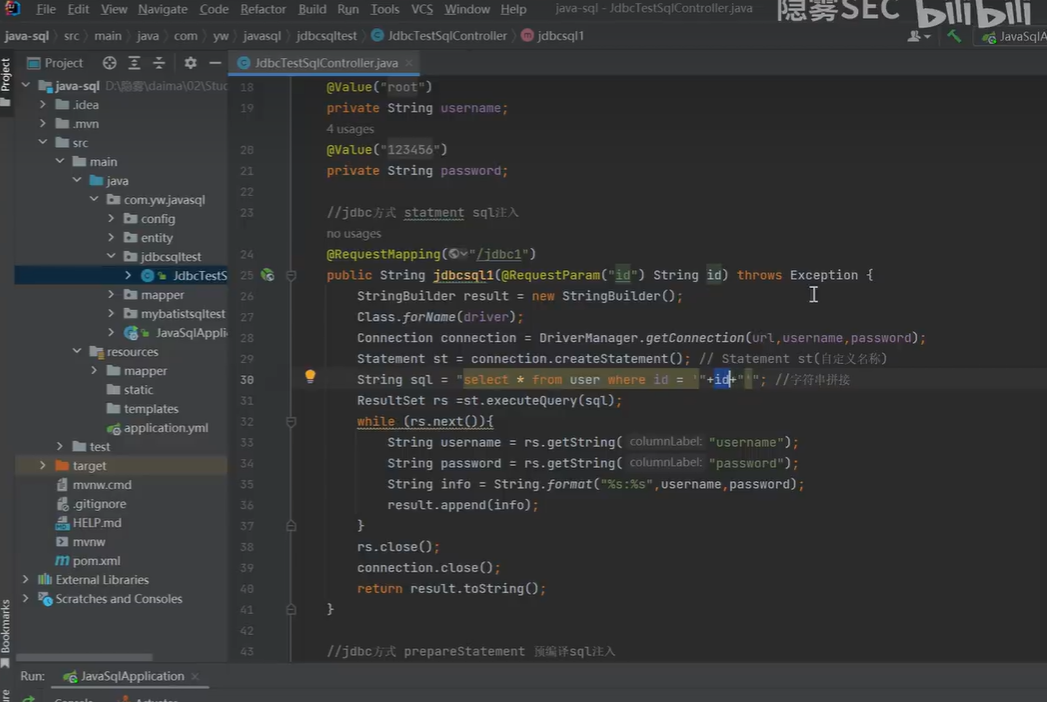 File Edit View Navigate Code Refactor Build Run Tools VCS Window Help java-sql - JdbcTestSqlController.java
隐雾SEC bilibili
java-sql src main java com yw javasql jdbcsqltest JdbcTestSqlController jdbcsql1 JavaSqlA
Project
Project
JdbcTestSqlController.java
java-sql D:\隐雾\daima\02\Stud
.idea
.mvn
src
main
java
com.yw.javasql
config
entity
jdbcsqltest
JdbcTestS
mapper
mybatistsqltest
JavaSqlAppli
resources
mapper
static
templates
application.yml
test
target
mvnw.cmd
.gitignore
HELP.md
mvnw
pom.xml
External Libraries
Scratches and Consoles
18 @Value("root")
19 private String username;
4 usages
20 @Value("123456")
21 private String password;
22
23 //jdbc方式 statment sql注入
no usages
24 @RequestMapping("/jdbc1")
25 public String jdbcsql1(@RequestParam("id") String id) throws Exception {
26 StringBuilder result = new StringBuilder();
27 Class.forName(driver);
28 Connection connection = DriverManager.getConnection(url,username,password);
29 Statement st = connection.createStatement(); // Statement st(自定义名称)
30 String sql = "select * from user where id = '"+id+"'"; //字符串拼接
31 ResultSet rs =st.executeQuery(sql);
32 while (rs.next()){
33 String username = rs.getString( columnLabel: "username");
34 String password = rs.getString( columnLabel: "password");
35 String info = String.format("%s:%s",username,password);
36 result.append(info);
37 }
38 rs.close();
39 connection.close();
40 return result.toString();
41 }
42
43 //jdbc方式 prepareStatement 预编译sql注入
Bookmarks
Run: JavaSqlApplication
Console Actuator